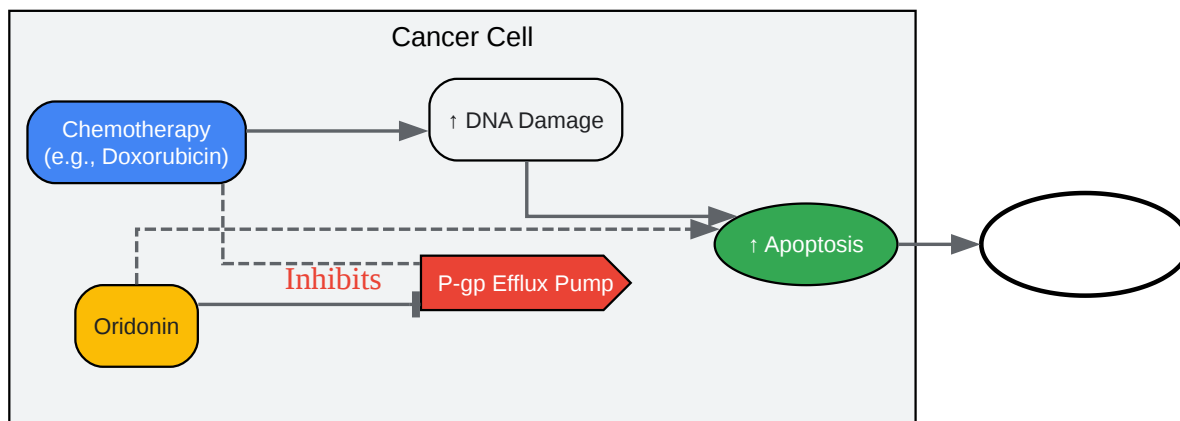 Cancer Cell
Chemotherapy
(e.g., Doxorubicin)
↑ DNA Damage
↑ Apoptosis
Inhibits
P-gp Efflux Pump
Oridonin